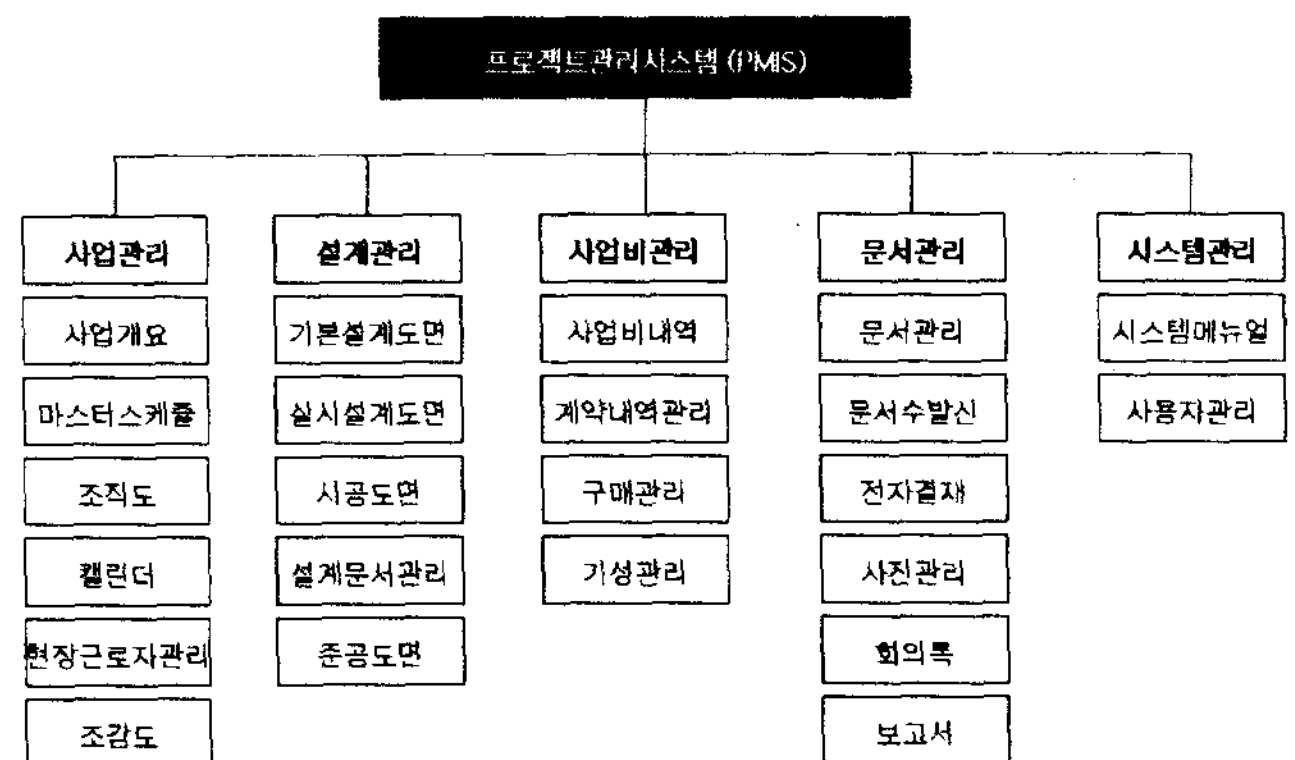 프로젝트관리시스템 (PMIS)
사업관리
사업개요
마스터스케쥴
조직도
캘린더
현장근로자관리
조감도
설계관리
기본설계도면
실시설계도면
시공도면
설계문서관리
준공도면
사업비관리
사업비내역
계약내역관리
구매관리
기성관리
문서관리
문서관리
문서수발신
전자결재
사진관리
회의록
보고서
시스템관리
시스템메뉴얼
사용자관리